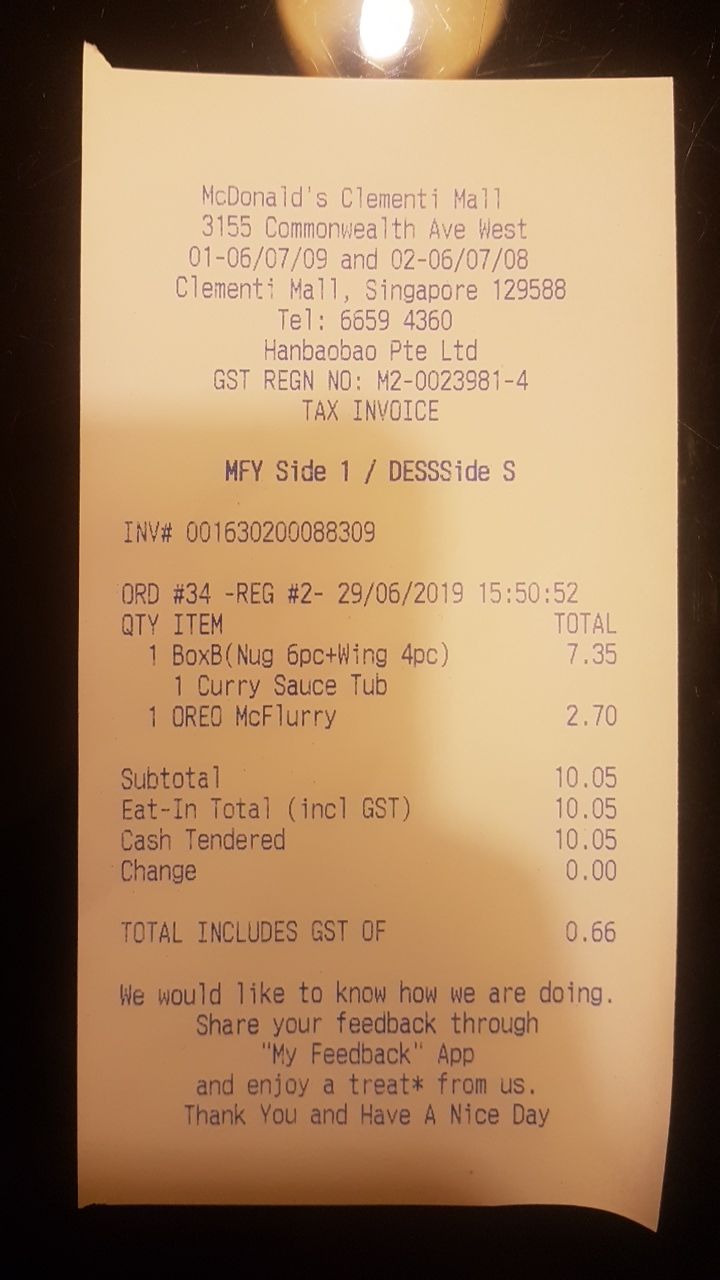 McDonald's Clementi Mall
3155 Commonwealth Ave West
01-06/07/09 and 02-06/07/08
Clementi Mall, Singapore 129588
Tel: 6659 4360
Hanbaobao Pte Ltd
GST REGN NO: M2-0023981-4
TAX INVOICE
MFY Side 1 / DESSSide S
INV# 001630200088309
ORD #34 -REG #2- 29/06/2019 15:50:52
QTY ITEM TOTAL
1 BoxB(Nug 6pc+Wing 4pc) 7.35
1 Curry Sauce Tub
1 OREO McFlurry 2.70
Subtotal 10.05
Eat-In Total (incl GST) 10.05
Cash Tendered 10.05
Change 0.00
TOTAL INCLUDES GST OF 0.66
We would like to know how we are doing.
Share your feedback through
"My Feedback" App
and enjoy a treat* from us.
Thank You and Have A Nice Day